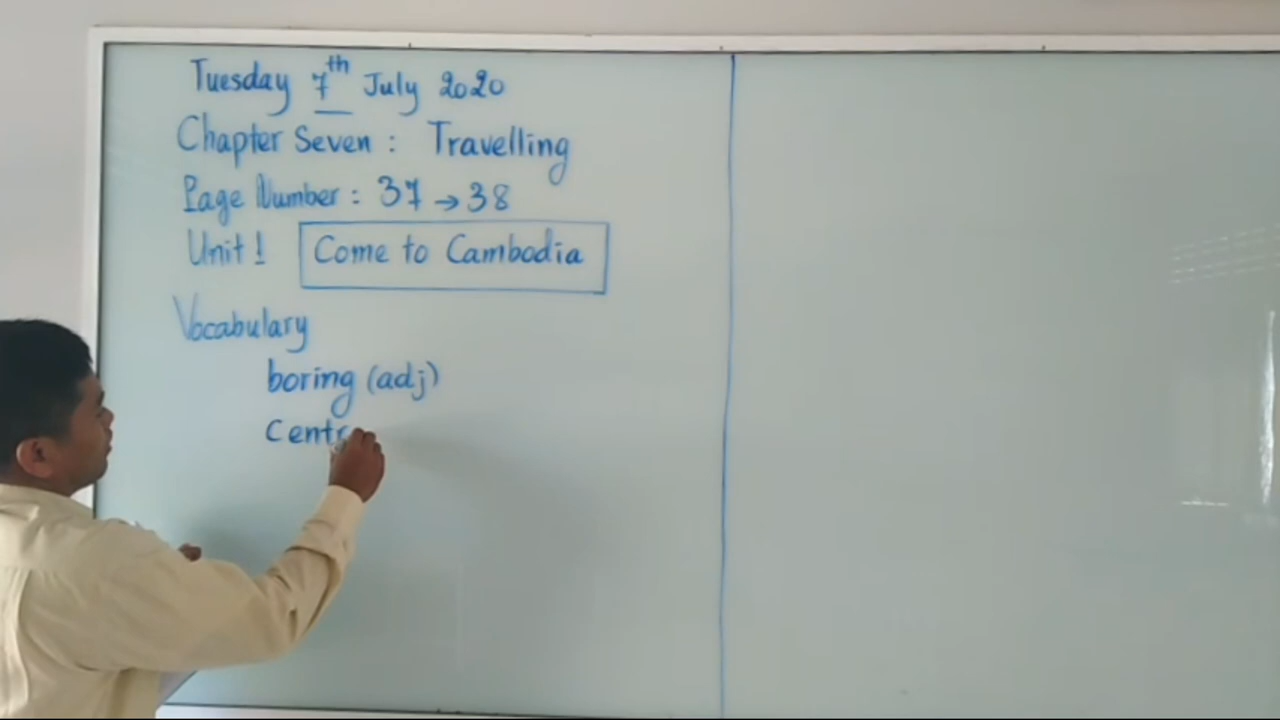 Tuesday 7th July 2020
Chapter Seven : Travelling
Page Number : 37 → 38
Unit 1 Come to Cambodia
Vocabulary
boring (adj)
Centr